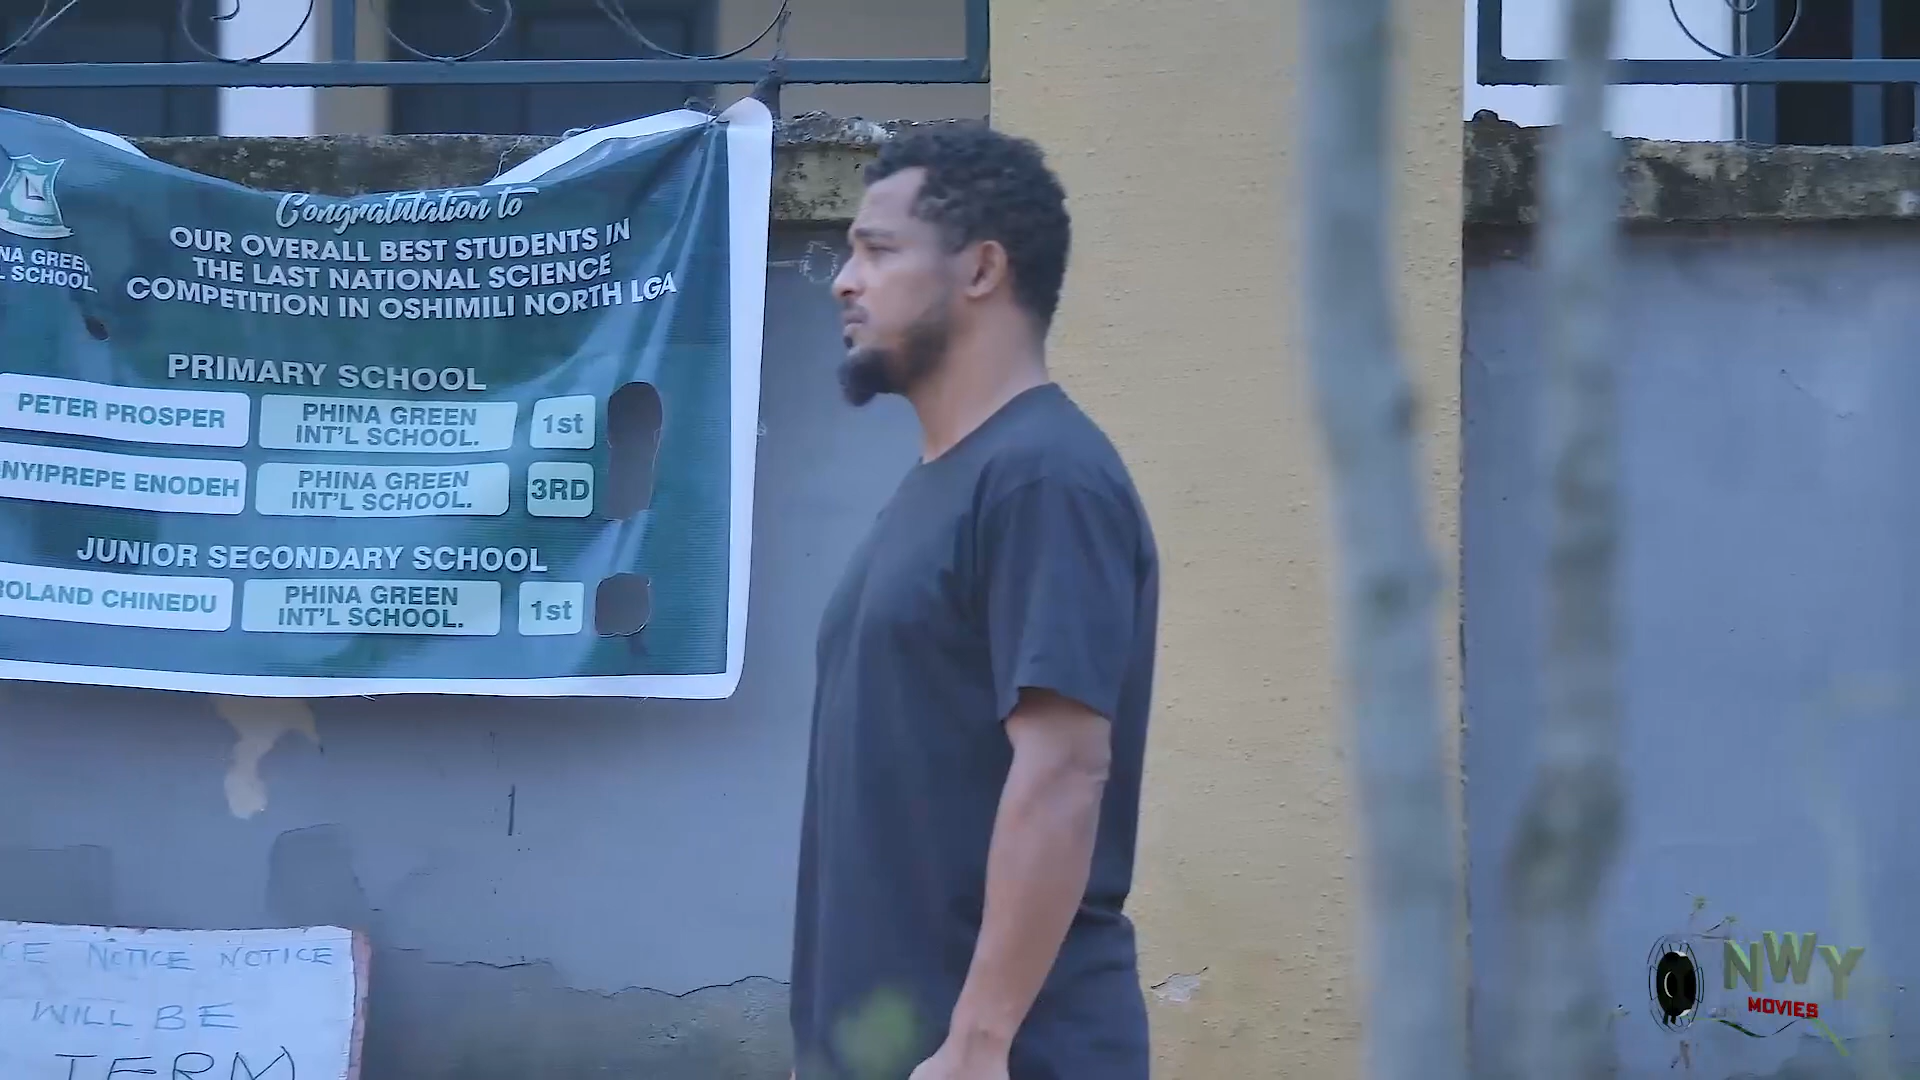 SCHOOL
NA GREEN
L SCHOOL.
Congratulation to
OUR OVERALL BEST STUDENTS IN
THE LAST NATIONAL SCIENCE
COMPETITION IN OSHIMILI NORTH LGA
PRIMARY SCHOOL
PETER PROSPER PHINA GREEN INT'L SCHOOL. 1st
NYIPREPE ENODEH PHINA GREEN INT'L SCHOOL. 3RD
JUNIOR SECONDARY SCHOOL
ROLAND CHINEDU PHINA GREEN INT'L SCHOOL. 1st
CE NOTICE NOTICE
WILL BE
TERM
NWY
MOVIES